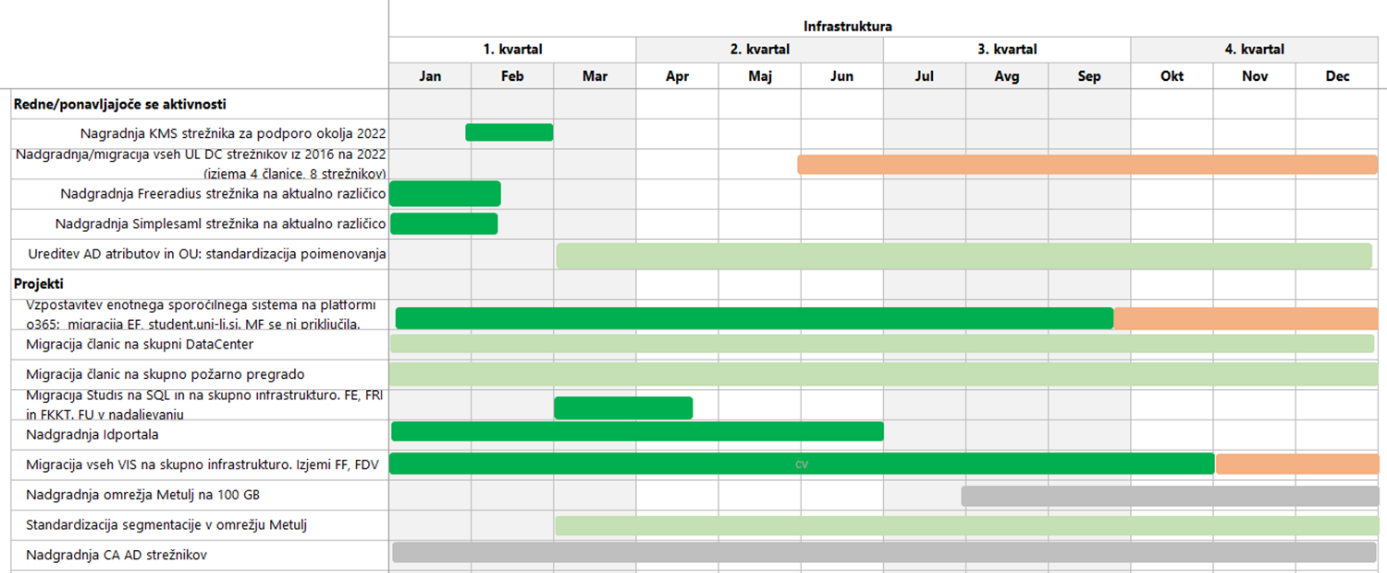 Infrastruktura
1. kvartal 2. kvartal 3. kvartal 4. kvartal
Jan Feb Mar Apr Maj Jun Jul Avg Sep Okt Nov Dec
Redne/ponavljajoče se aktivnosti
Nagradnja KMS strežnika za podporo okolja 2022
Nadgradnja/migracija vseh UL DC strežnikov iz 2016 na 2022
(izjema 4 članice, 8 strežnikov)
Nadgradnja Freeradius strežnika na aktualno različico
Nadgradnja Simplesaml strežnika na aktualno različico
Ureditev AD atributov in OU: standardizacija poimenovanja
Projekti
Vzpostavitev enotnega sporočilnega sistema na platformi
o365: migracija EF, student.uni-lj.si. MF se ni priključila.
Migracija članic na skupni DataCenter
Migracija članic na skupno požarno pregrado
Migracija Studis na SQL in na skupno infrastrukturo. FE, FRI
in FKKT. FU v nadaljevanju
Nadgradnja Idportala
Migracija vseh VIS na skupno infrastrukturo. Izjemi FF, FDV
CV
Nadgradnja omrežja Metulj na 100 GB
Standardizacija segmentacije v omrežju Metulj
Nadgradnja CA AD strežnikov